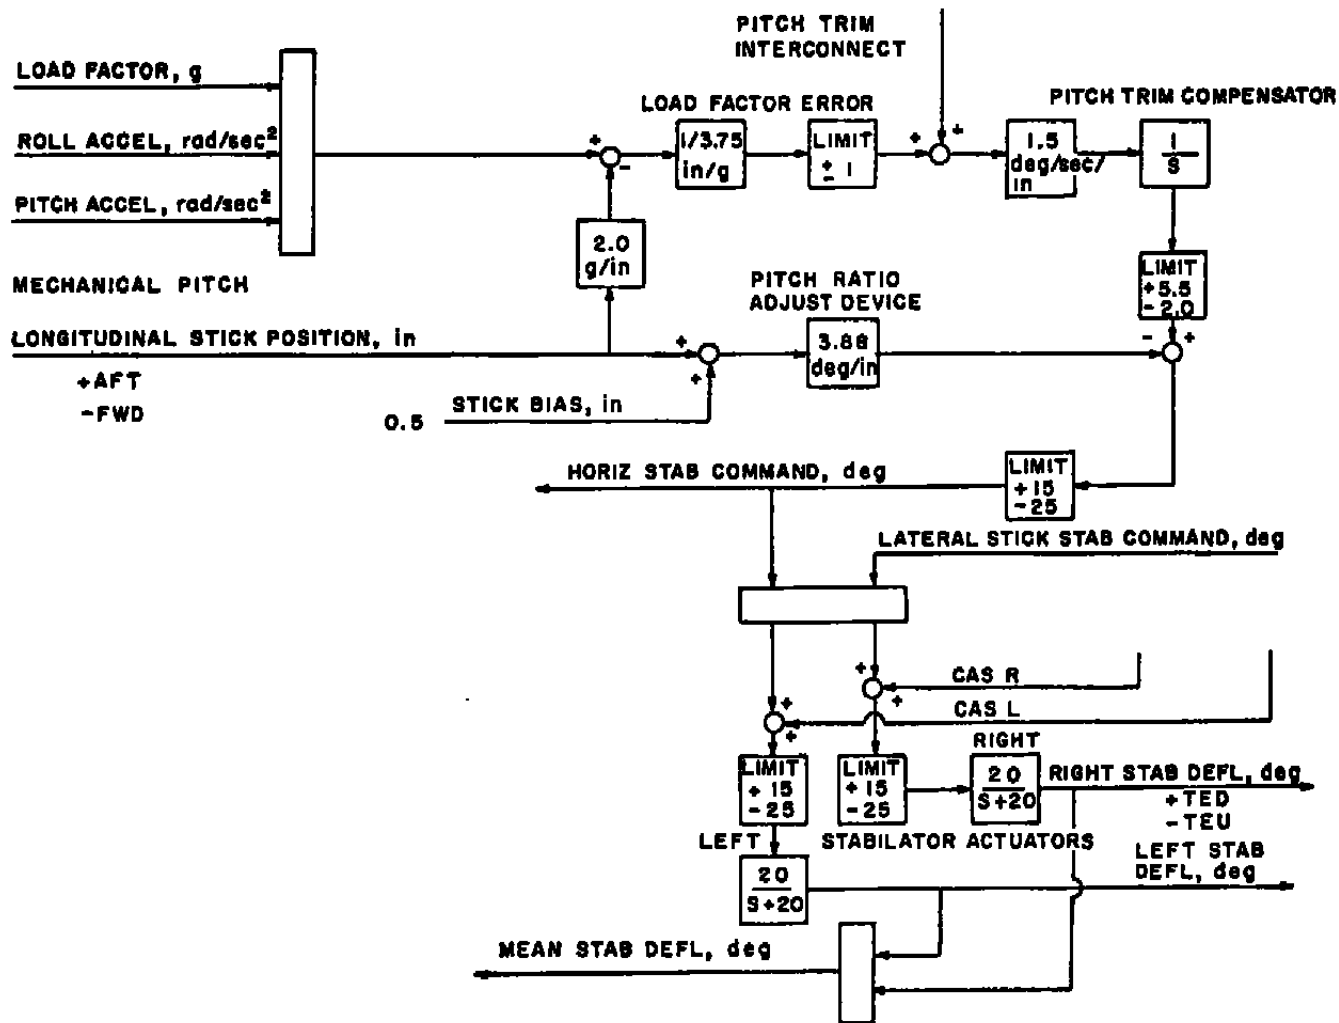 PITCH TRIM
INTERCONNECT
LOAD FACTOR, g
LOAD FACTOR ERROR
PITCH TRIM COMPENSATOR
ROLL ACCEL, rad/sec²
+
-
1/3.75
in/g
LIMIT
+
- 1
+
+
1.5
deg/sec/
in
1
S
PITCH ACCEL, rad/sec²
2.0
g/in
LIMIT
+5.5
-2.0
MECHANICAL PITCH
PITCH RATIO
ADJUST DEVICE
LONGITUDINAL STICK POSITION, in
+AFT
-FWD
+
+
3.88
deg/in
-
+
0.5
STICK BIAS, in
HORIZ STAB COMMAND, deg
LIMIT
+15
-25
LATERAL STICK STAB COMMAND, deg
+
+
CAS R
+
+
CAS L
LIMIT
+ 15
-25
LIMIT
+ 15
-25
RIGHT
20
S+20
RIGHT STAB DEFL, deg
+TED
-TEU
LEFT
STABILATOR ACTUATORS
20
S+20
LEFT STAB
DEFL, deg
MEAN STAB DEFL, deg